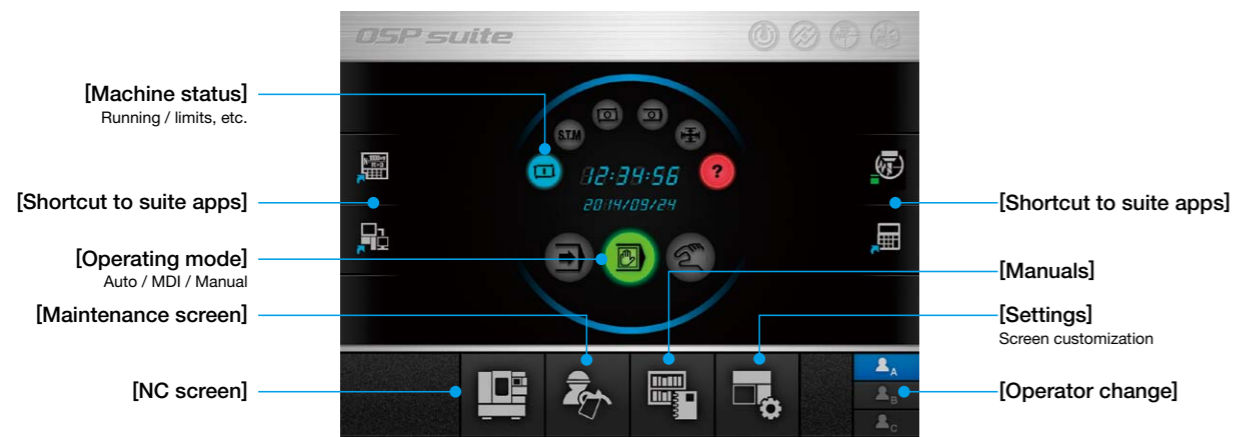 OSP suite
[Machine status]
Running / limits, etc.
S.T.M
?
12:34:56
2014/09/24
[Shortcut to suite apps]
[Shortcut to suite apps]
[Operating mode]
Auto / MDI / Manual
[Manuals]
[Maintenance screen]
[Settings]
Screen customization
[NC screen]
[Operator change]
A
B
C